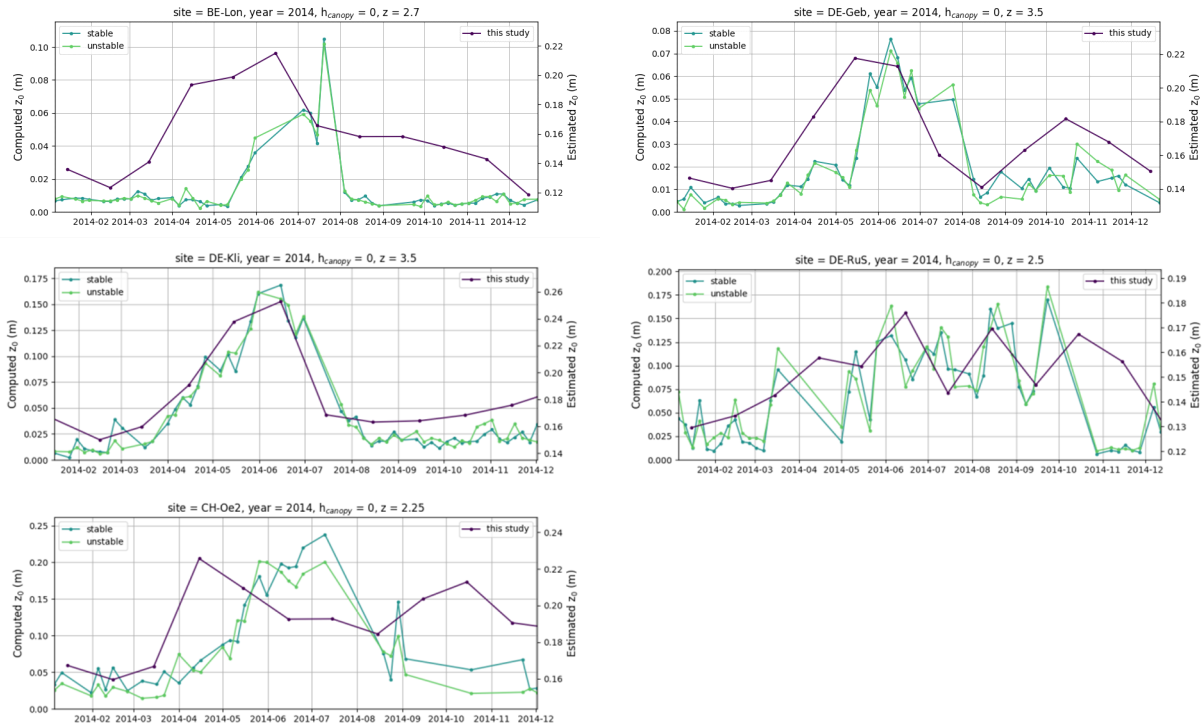 site = BE-Lon, year = 2014, h_canopy = 0, z = 2.7
stable
unstable
this study
Computed z0 (m)
0.10
0.08
0.06
0.04
0.02
0.00
Estimated z0 (m)
0.22
0.20
0.18
0.16
0.14
0.12
2014-02 2014-03 2014-04 2014-05 2014-06 2014-07 2014-08 2014-09 2014-10 2014-11 2014-12
site = DE-Geb, year = 2014, h_canopy = 0, z = 3.5
stable
unstable
this study
Computed z0 (m)
0.08
0.07
0.06
0.05
0.04
0.03
0.02
0.01
0.00
Estimated z0 (m)
0.22
0.20
0.18
0.16
0.14
2014-02 2014-03 2014-04 2014-05 2014-06 2014-07 2014-08 2014-09 2014-10 2014-11 2014-12
site = DE-Kli, year = 2014, h_canopy = 0, z = 3.5
stable
unstable
this study
Computed z0 (m)
0.175
0.150
0.125
0.100
0.075
0.050
0.025
0.000
Estimated z0 (m)
0.26
0.24
0.22
0.20
0.18
0.16
0.14
2014-02 2014-03 2014-04 2014-05 2014-06 2014-07 2014-08 2014-09 2014-10 2014-11 2014-12
site = DE-RuS, year = 2014, h_canopy = 0, z = 2.5
stable
unstable
this study
Computed z0 (m)
0.200
0.175
0.150
0.125
0.100
0.075
0.050
0.025
0.000
Estimated z0 (m)
0.19
0.18
0.17
0.16
0.15
0.14
0.13
0.12
2014-02 2014-03 2014-04 2014-05 2014-06 2014-07 2014-08 2014-09 2014-10 2014-11 2014-12
site = CH-Oe2, year = 2014, h_canopy = 0, z = 2.25
stable
unstable
this study
Computed z0 (m)
0.25
0.20
0.15
0.10
0.05
0.00
Estimated z0 (m)
0.24
0.22
0.20
0.18
0.16
2014-02 2014-03 2014-04 2014-05 2014-06 2014-07 2014-08 2014-09 2014-10 2014-11 2014-12